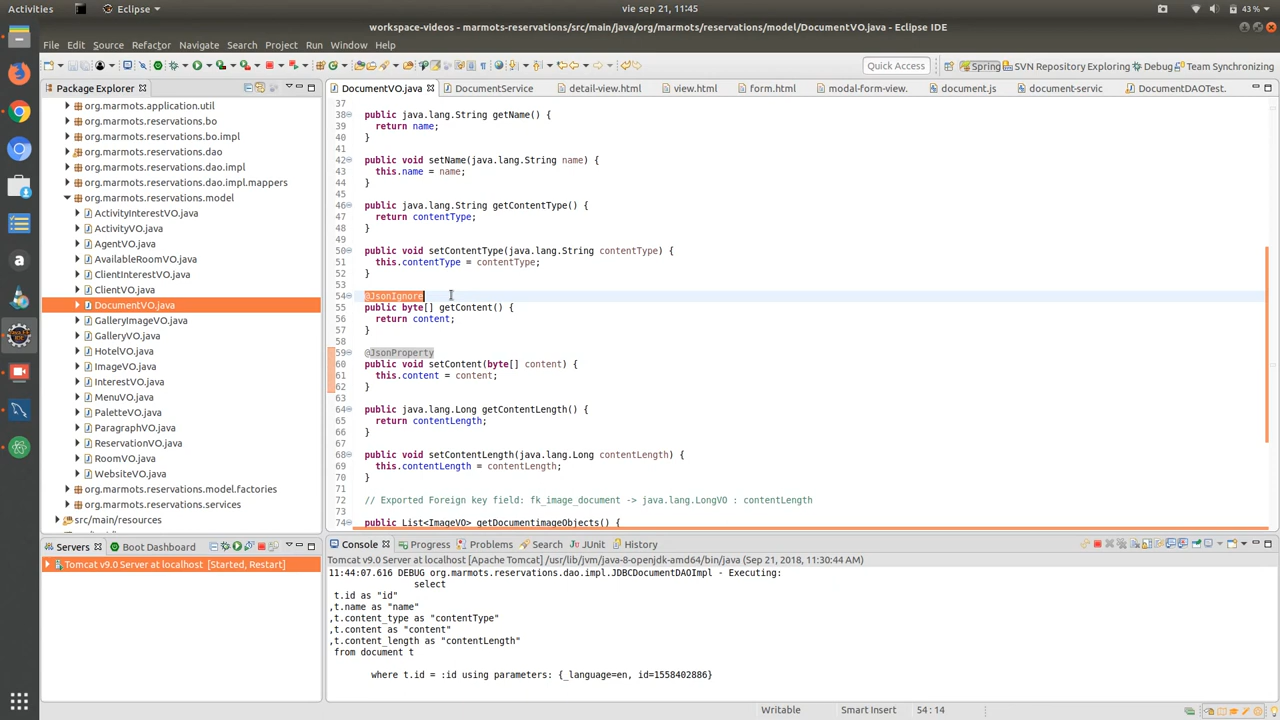 Activities
Eclipse
vie sep 21, 11:45
43 %
workspace-videos - marmots-reservations/src/main/java/org/marmots/reservations/model/DocumentVO.java - Eclipse IDE
File Edit Source Refactor Navigate Search Project Run Window Help
Quick Access
Spring
SVN Repository Exploring
Debug
Team Synchronizing
Package Explorer
org.marmots.application.util
org.marmots.reservations.bo
org.marmots.reservations.bo.impl
org.marmots.reservations.dao
org.marmots.reservations.dao.impl
org.marmots.reservations.dao.impl.mappers
org.marmots.reservations.model
ActivityInterestVO.java
ActivityVO.java
AgentVO.java
AvailableRoomVO.java
ClientInterestVO.java
ClientVO.java
DocumentVO.java
GalleryImageVO.java
GalleryVO.java
HotelVO.java
ImageVO.java
InterestVO.java
MenuVO.java
PaletteVO.java
ParagraphVO.java
ReservationVO.java
RoomVO.java
WebsiteVO.java
org.marmots.reservations.model.factories
org.marmots.reservations.services
src/main/resources
DocumentVO.java
DocumentService
detail-view.html
view.html
form.html
modal-form-view.
document.js
document-servic
DocumentDAOTest.
37
38 public java.lang.String getName() {
39 return name;
40 }
41
42 public void setName(java.lang.String name) {
43 this.name = name;
44 }
45
46 public java.lang.String getContentType() {
47 return contentType;
48 }
49
50 public void setContentType(java.lang.String contentType) {
51 this.contentType = contentType;
52 }
53
54 @JsonIgnore
55 public byte[] getContent() {
56 return content;
57 }
58
59 @JsonProperty
60 public void setContent(byte[] content) {
61 this.content = content;
62 }
63
64 public java.lang.Long getContentLength() {
65 return contentLength;
66 }
67
68 public void setContentLength(java.lang.Long contentLength) {
69 this.contentLength = contentLength;
70 }
71
72 // Exported Foreign key field: fk_image_document -> java.lang.LongVO : contentLength
73
74 public List<ImageVO> getDocumentimageObjects() {
Servers
Boot Dashboard
Tomcat v9.0 Server at localhost [Started, Restart]
Console
Progress
Problems
Search
JUnit
History
Tomcat v9.0 Server at localhost [Apache Tomcat] /usr/lib/jvm/java-8-openjdk-amd64/bin/java (Sep 21, 2018, 11:30:44 AM)
11:44:07.616 DEBUG org.marmots.reservations.dao.impl.JDBCDocumentDAOImpl - Executing:
select
t.id as "id"
,t.name as "name"
,t.content_type as "contentType"
,t.content as "content"
,t.content_length as "contentLength"
from document t
where t.id = :id using parameters: {_language=en, id=1558402886}
Writable
Smart Insert
54 : 14